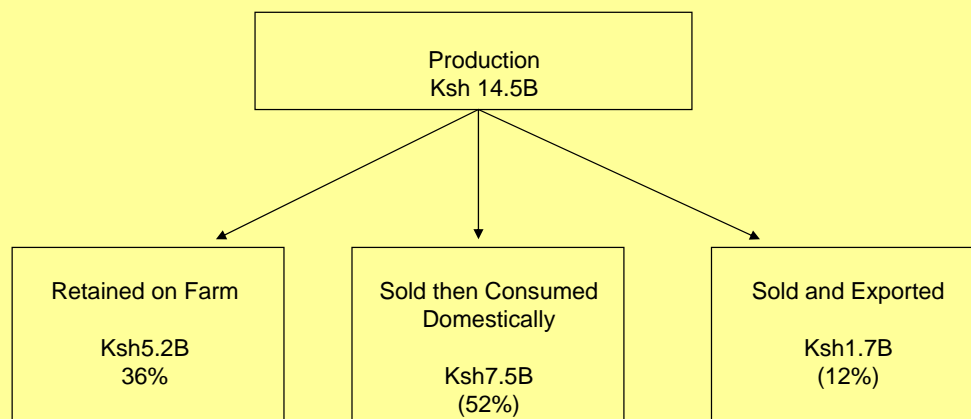 Production
Ksh 14.5B
Retained on Farm
Ksh5.2B
36%
Sold then Consumed
Domestically
Ksh7.5B
(52%)
Sold and Exported
Ksh1.7B
(12%)